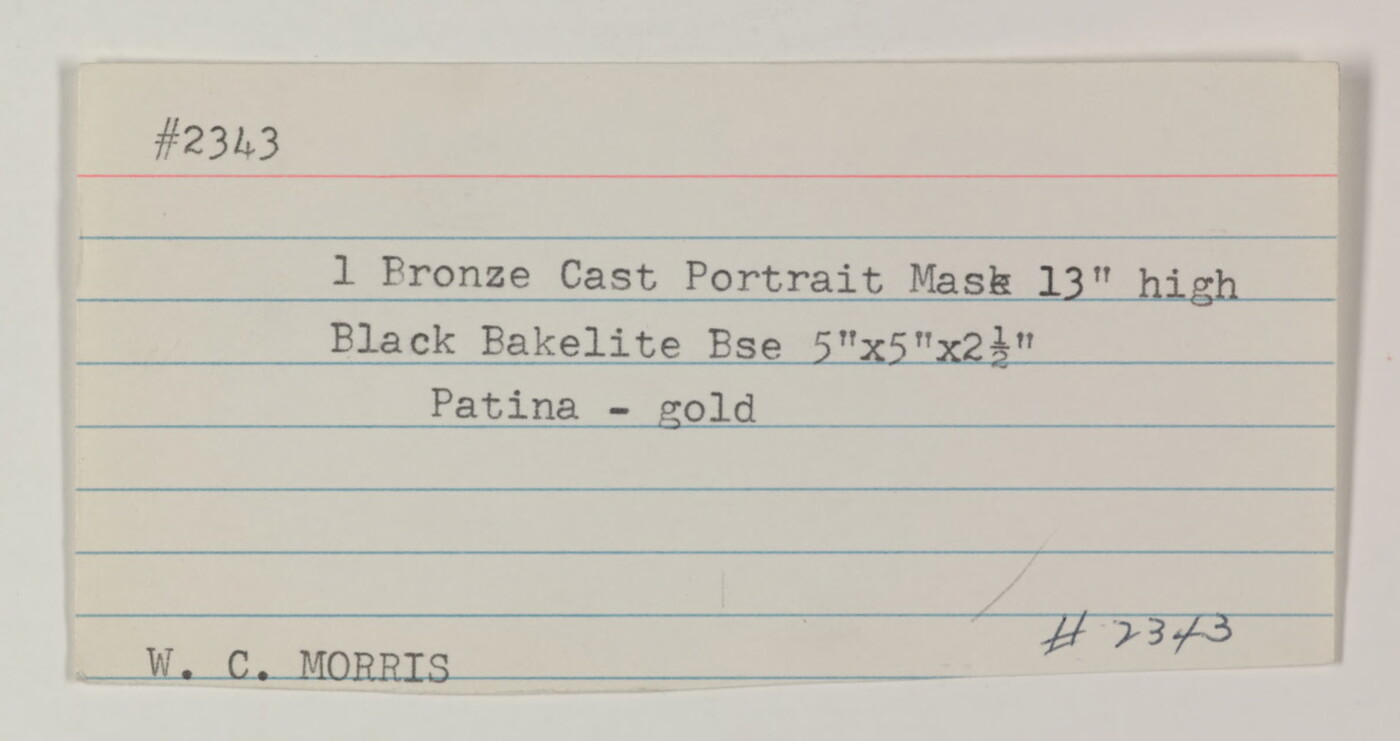 #2343
1 Bronze Cast Portrait Mask 13" high
Black Bakelite Bse 5"x5"x2½"
Patina - gold
W. C. MORRIS
# 2343